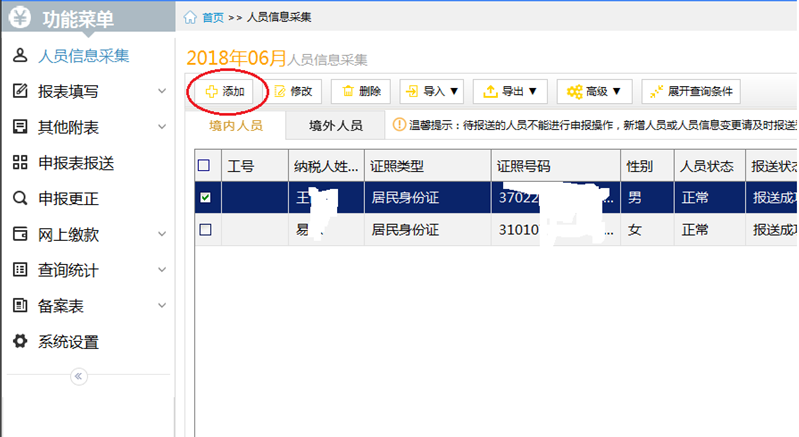 功能菜单
首页 >> 人员信息采集
人员信息采集
报表填写
其他附表
申报表报送
申报更正
网上缴款
查询统计
备案表
系统设置
2018年06月人员信息采集
添加 修改 删除 导入▼ 导出▼ 高级▼ 展开查询条件
境内人员 境外人员 温馨提示：待报送的人员不能进行申报操作，新增人员或人员信息变更请及时报送
工号 纳税人姓... 证照类型 证照号码 性别 人员状态 报送状态
王 居民身份证 37022 ... 男 正常 报送成功
易 居民身份证 31010 ... 女 正常 报送成功